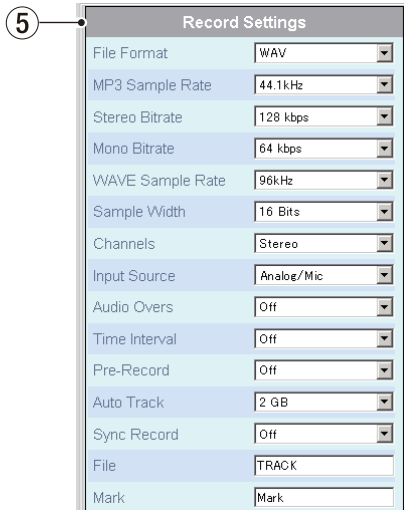 5 Record Settings
File Format WAV
MP3 Sample Rate 44.1kHz
Stereo Bitrate 128 kbps
Mono Bitrate 64 kbps
WAVE Sample Rate 96kHz
Sample Width 16 Bits
Channels Stereo
Input Source Analog/Mic
Audio Overs Off
Time Interval Off
Pre-Record Off
Auto Track 2 GB
Sync Record Off
File TRACK
Mark Mark